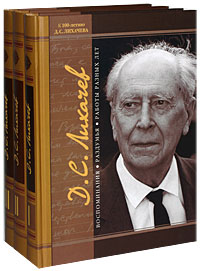 К 100-летию
Д. С. ЛИХАЧЕВА
Д. С. Лихачев
ВОСПОМИНАНИЯ • РАЗДУМЬЯ • РАБОТЫ РАЗНЫХ ЛЕТ